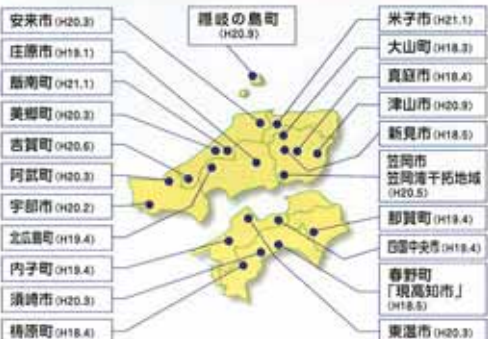 安来市(H20.3)
庄原市(H19.1)
飯南町(H21.1)
美郷町(H20.3)
吉賀町(H20.6)
阿武町(H20.3)
宇部市(H20.2)
北広島町(H19.4)
内子町(H19.4)
須崎市(H20.3)
梼原町(H18.4)
隠岐の島町
(H20.9)
米子市(H21.1)
大山町(H18.3)
真庭市(H18.4)
津山市(H20.9)
新見市(H18.5)
笠岡市
笠岡湾干拓地域
(H20.5)
那賀町(H19.4)
四国中央市(H19.4)
春野町
「現高知市」
(H18.5)
東温市(H20.3)